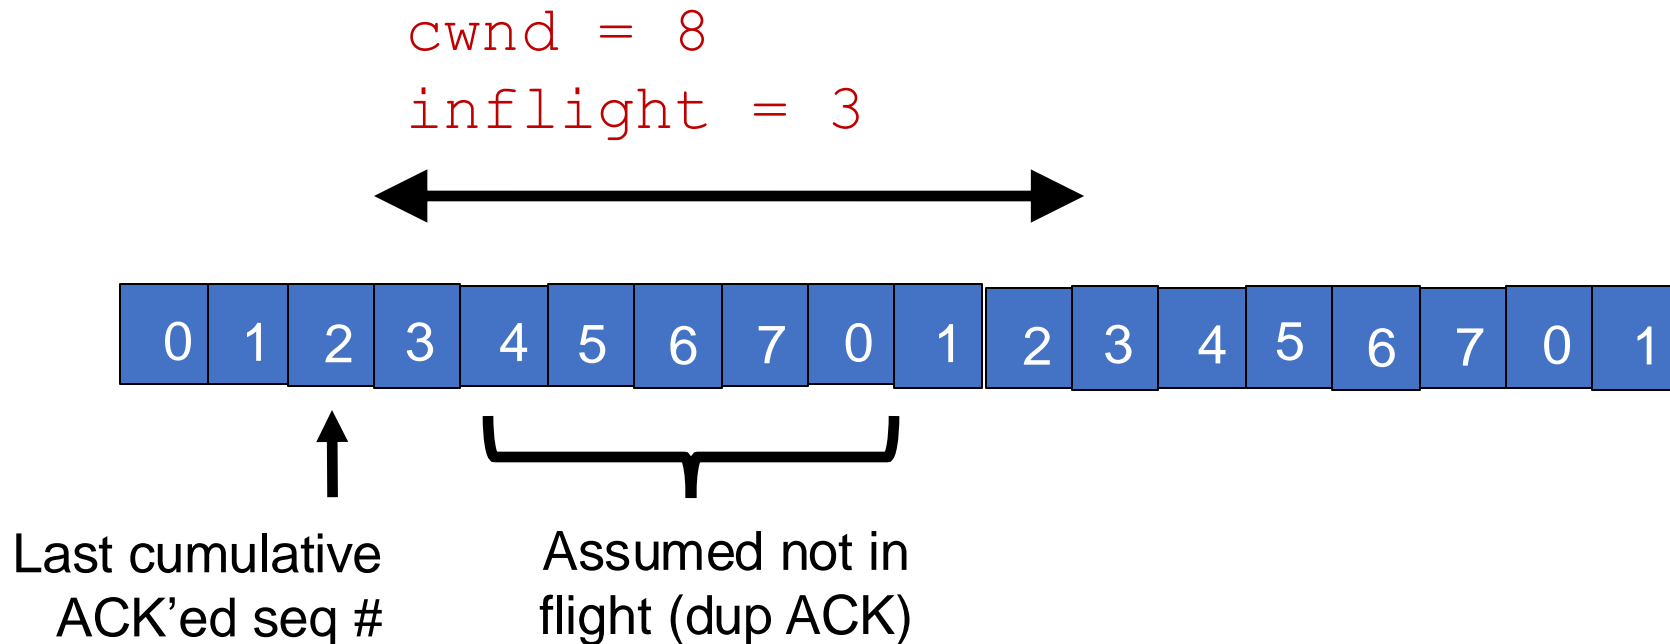 cwnd = 8
inflight = 3
0 1 2 3 4 5 6 7 0 1 2 3 4 5 6 7 0 1
Last cumulative
ACK’ed seq #
Assumed not in
flight (dup ACK)